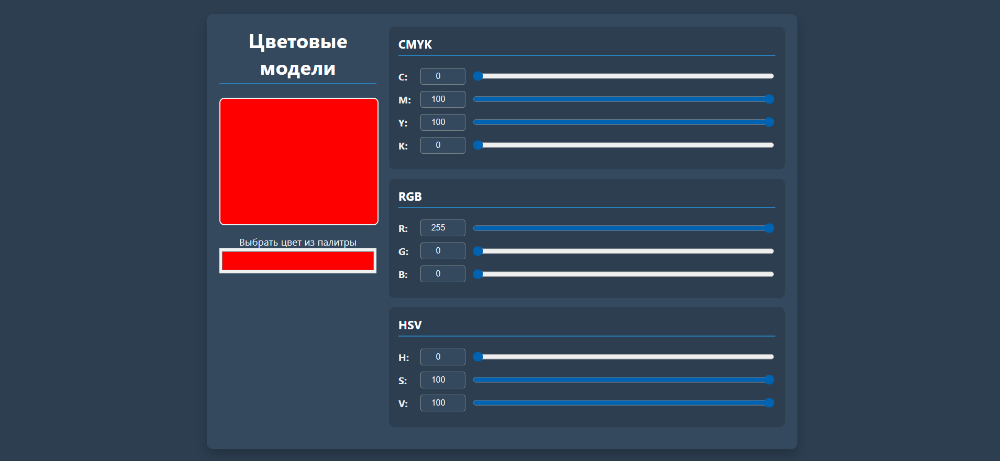 Цветовые
модели
Выбрать цвет из палитры
CMYK
C: 0
M: 100
Y: 100
K: 0
RGB
R: 255
G: 0
B: 0
HSV
H: 0
S: 100
V: 100